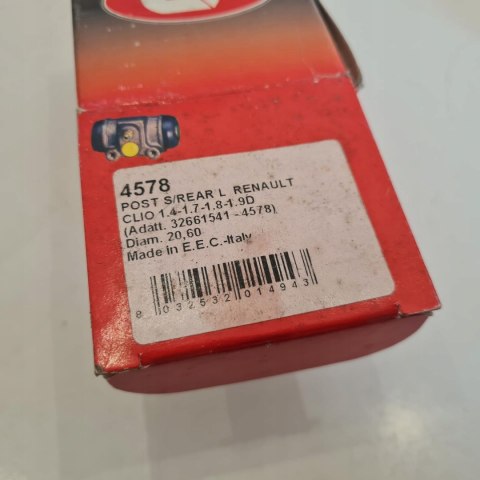 4578
POST S/REAR L RENAULT
CLIO 1.4-1.7-1.8-1.9D
(Adatt. 32661541 - 4578)
Diam. 20,60
Made in E.E.C.-Italy
8 032532 014943